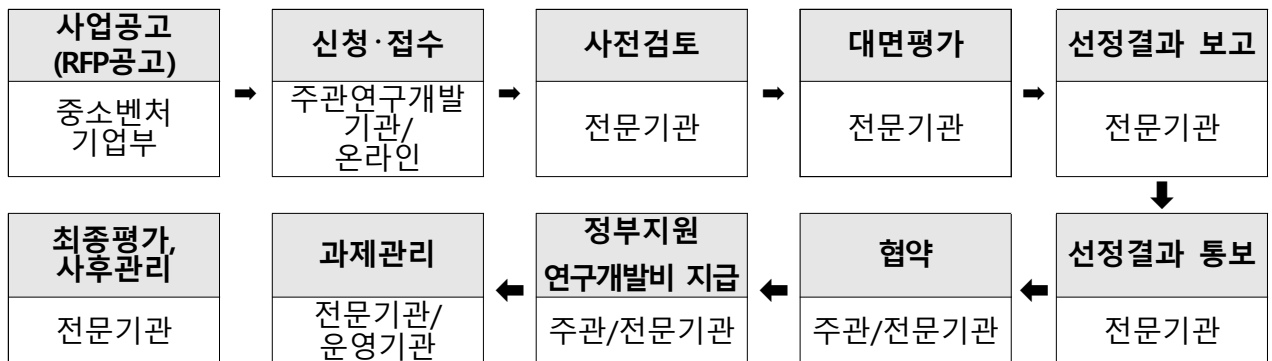 사업공고
(RFP공고)
중소벤처
기업부
➡
신청·접수
주관연구개발
기관/
온라인
➡
사전검토
전문기관
➡
대면평가
전문기관
➡
선정결과 보고
전문기관
⬇
선정결과 통보
전문기관
⬅
협약
주관/전문기관
⬅
정부지원
연구개발비 지급
주관/전문기관
⬅
과제관리
전문기관/
운영기관
최종평가,
사후관리
전문기관